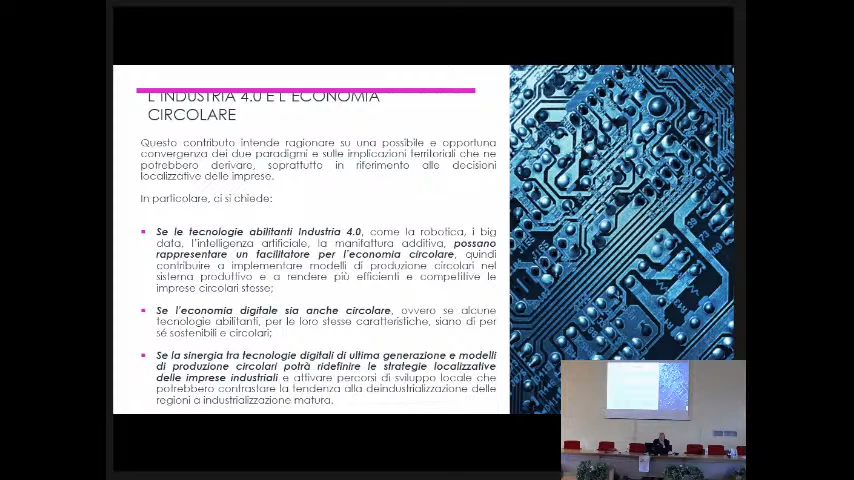 L'INDUSTRIA 4.0 E L'ECONOMIA
CIRCOLARE
Questo contributo intende ragionare su una possibile e opportuna
convergenza dei due paradigmi e sulle implicazioni territoriali che ne
potrebbero derivare, soprattutto in riferimento alle decisioni
localizzative delle imprese.
In particolare, ci si chiede:
▪ Se le tecnologie abilitanti Industria 4.0, come la robotica, i big
data, l'intelligenza artificiale, la manifattura additiva, possano
rappresentare un facilitatore per l'economia circolare, quindi
contribuire a implementare modelli di produzione circolari nel
sistema produttivo e a rendere più efficienti e competitive le
imprese circolari stesse;
▪ Se l'economia digitale sia anche circolare, ovvero se alcune
tecnologie abilitanti, per le loro stesse caratteristiche, siano di per
sé sostenibili e circolari;
▪ Se la sinergia tra tecnologie digitali di ultima generazione e modelli
di produzione circolari potrà ridefinire le strategie localizzative
delle imprese industriali e attivare percorsi di sviluppo locale che
potrebbero contrastare la tendenza alla deindustrializzazione delle
regioni a industrializzazione matura.